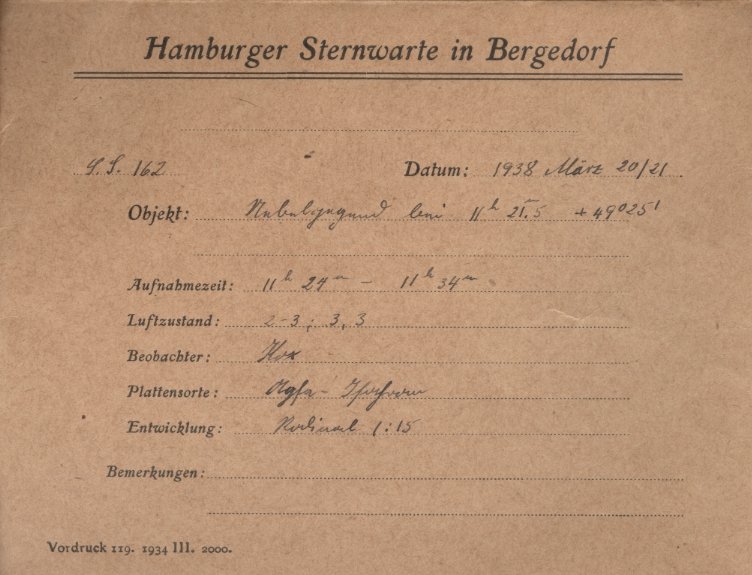 Hamburger Sternwarte in Bergedorf
S.S. 162 Datum: 1938 März 20/21
Objekt: Nebelgegend bei 11h 21.5 +49°25'
Aufnahmezeit: 11h 24m – 11h 34m
Luftzustand: 2-3; 3, 3
Beobachter:
Plattensorte: Agfa - Isochrom
Entwicklung: Rodinal 1:15
Bemerkungen:
Vordruck 119. 1934 III. 2000.